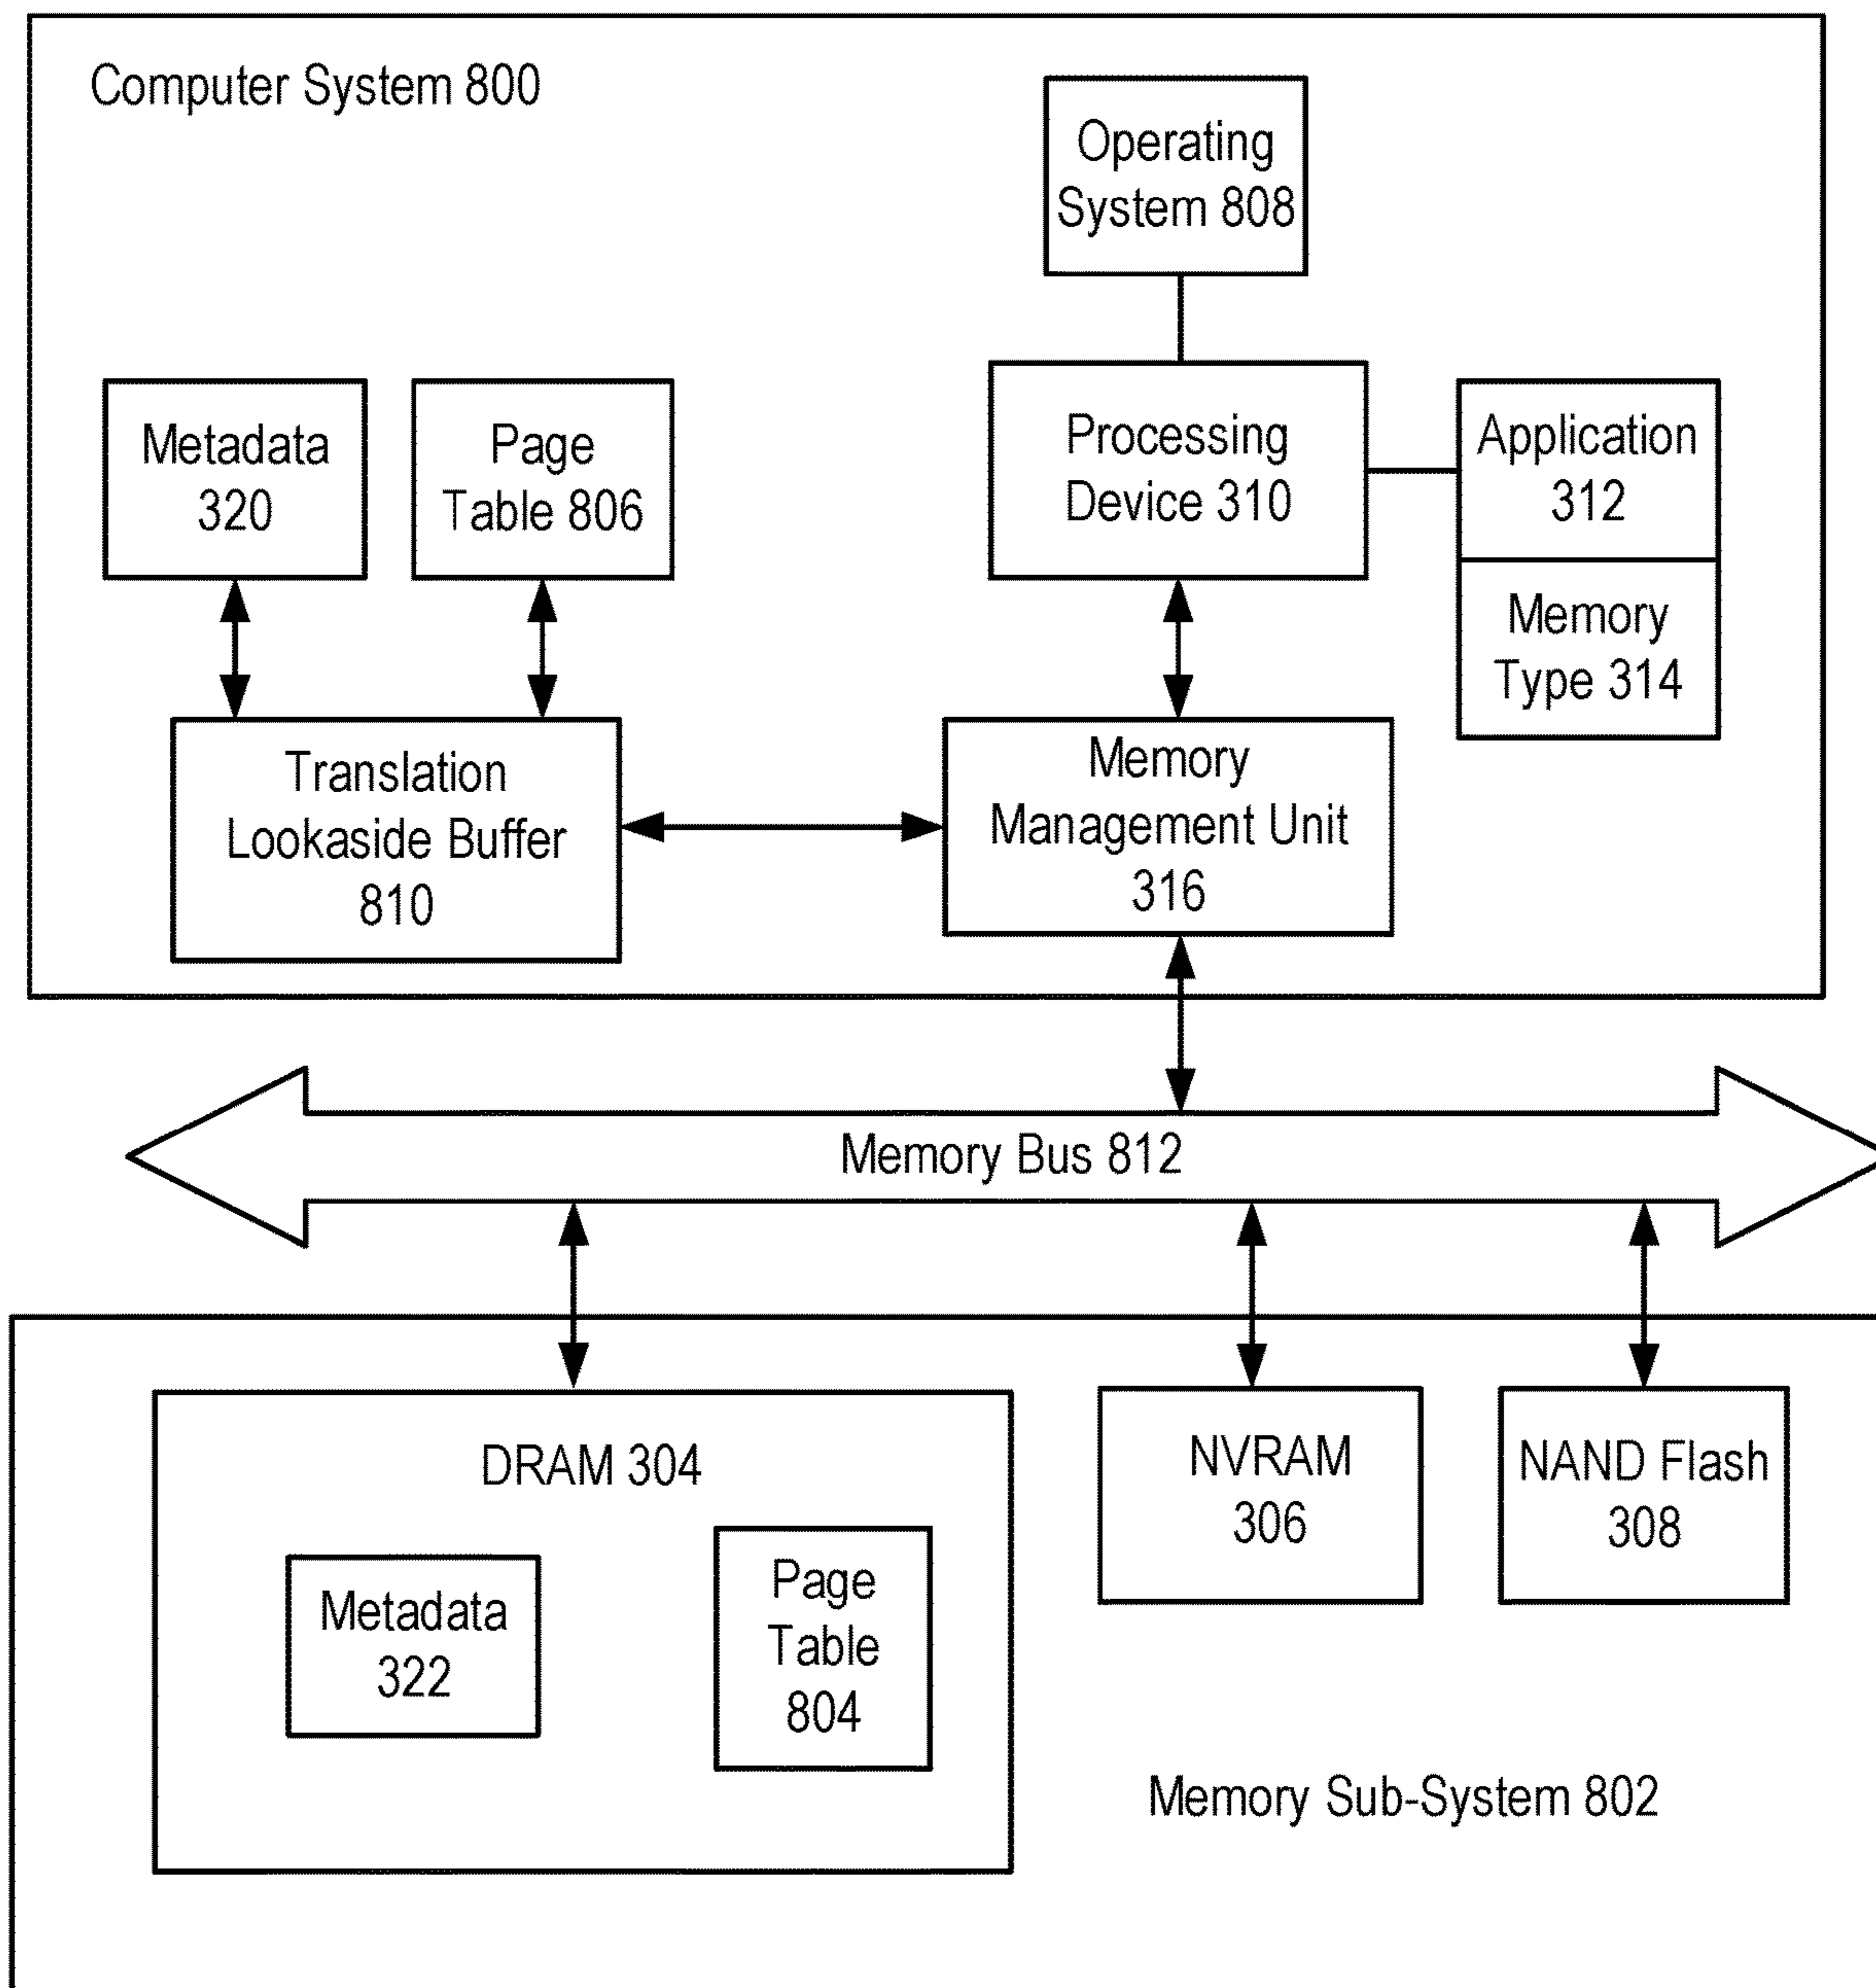 Computer System 800
Operating
System 808
Metadata
320
Page
Table 806
Processing
Device 310
Application
312
Memory
Type 314
Translation
Lookaside Buffer
810
Memory
Management Unit
316
Memory Bus 812
DRAM 304
Metadata
322
Page
Table
804
NVRAM
306
NAND Flash
308
Memory Sub-System 802